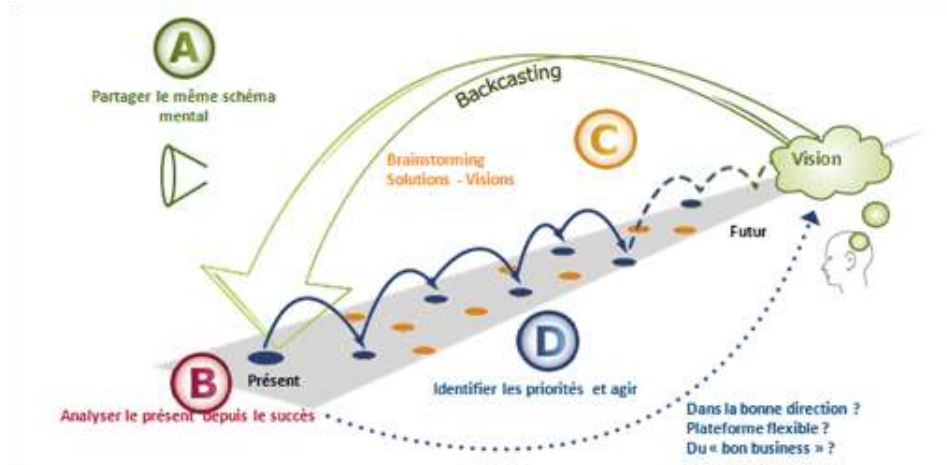 A
Partager le même schéma
mental
Backcasting
C
Brainstorming
Solutions - Visions
Vision
Futur
D
B
Présent
Identifier les priorités et agir
Analyser le présent depuis le succès
Dans la bonne direction ?
Plateforme flexible ?
Du « bon business » ?